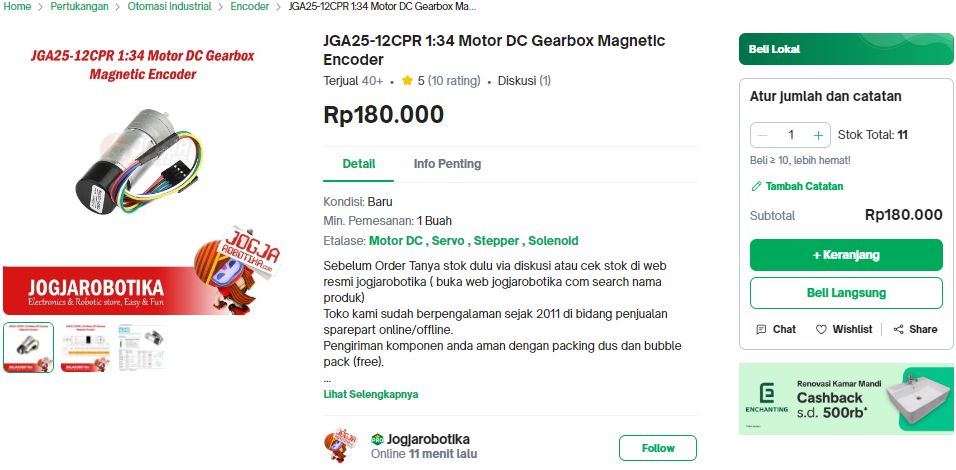 Home > Pertukangan > Otomasi Industrial > Encoder > JGA25-12CPR 1:34 Motor DC Gearbox Ma...
JGA25-12CPR 1:34 Motor DC Gearbox
Magnetic Encoder
JOGJA
ROBOTIKA.com
JOGJAROBOTIKA
Electronics & Robotic store, Easy & Fun
JGA25-12CPR 1:34 Motor DC Gearbox Magnetic
Encoder
Terjual 40+ • 5 (10 rating) • Diskusi (1)
Rp180.000
Detail Info Penting
Kondisi: Baru
Min. Pemesanan: 1 Buah
Etalase: Motor DC , Servo , Stepper , Solenoid
Sebelum Order Tanya stok dulu via diskusi atau cek stok di web
resmi jogjarobotika ( buka web jogjarobotika com search nama
produk)
Toko kami sudah berpengalaman sejak 2011 di bidang penjualan
sparepart online/offline.
Pengiriman komponen anda aman dengan packing dus dan bubble
pack (free).
...
Lihat Selengkapnya
PRO Jogjarobotika
Online 11 menit lalu
Follow
Beli Lokal
Atur jumlah dan catatan
1 + Stok Total: 11
Beli ≥ 10, lebih hemat!
Tambah Catatan
Subtotal Rp180.000
+ Keranjang
Beli Langsung
Chat Wishlist Share
ENCHANTING
Renovasi Kamar Mandi
Cashback
s.d. 500rb*